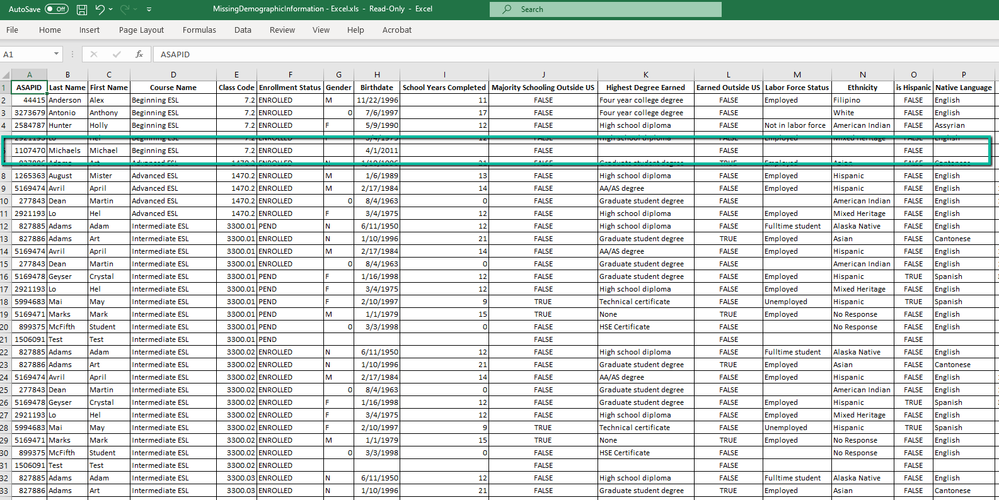 AutoSave Off MissingDemographicInformation - Excel.xls - Read-Only - Excel Search
File Home Insert Page Layout Formulas Data Review View Help Acrobat
A1 fx ASAPID
A B C D E F G H I J K L M N O P
1 ASAPID Last Name First Name Course Name Class Code Enrollment Status Gender Birthdate School Years Completed Majority Schooling Outside US Highest Degree Earned Earned Outside US Labor Force Status Ethnicity is Hispanic Native Language
2 44415 Anderson Alex Beginning ESL 7.2 ENROLLED M 11/22/1996 11 FALSE Four year college degree FALSE Employed Filipino FALSE English
3 3273679 Antonio Anthony Beginning ESL 7.2 ENROLLED 0 7/6/1997 17 FALSE Four year college degree FALSE White FALSE English
4 2584787 Hunter Holly Beginning ESL 7.2 ENROLLED F 5/9/1990 12 FALSE High school diploma FALSE Not in labor force American Indian FALSE Assyrian
2921193 Lo Hel Beginning ESL 7.2 ENROLLED F 3/4/1975 12 FALSE High school diploma FALSE Employed Mixed Heritage FALSE English
1107470 Michaels Michael Beginning ESL 7.2 ENROLLED 4/1/2011 FALSE FALSE FALSE
827886 Adams Art Advanced ESL 1470.2 ENROLLED N 1/10/1996 21 FALSE Graduate student degree TRUE Employed Asian FALSE Cantonese
8 1265363 August Mister Advanced ESL 1470.2 ENROLLED M 1/6/1989 13 FALSE High school diploma FALSE Employed Hispanic FALSE English
9 5169474 Avril April Advanced ESL 1470.2 ENROLLED M 2/17/1984 14 FALSE AA/AS degree FALSE Employed Hispanic FALSE English
10 277843 Dean Martin Advanced ESL 1470.2 ENROLLED 0 8/4/1963 0 FALSE Graduate student degree FALSE American Indian FALSE English
11 2921193 Lo Hel Advanced ESL 1470.2 ENROLLED F 3/4/1975 12 FALSE High school diploma FALSE Employed Mixed Heritage FALSE English
12 827885 Adams Adam Intermediate ESL 3300.01 PEND N 6/11/1950 12 FALSE High school diploma FALSE Fulltime student Alaska Native FALSE English
13 827886 Adams Art Intermediate ESL 3300.01 ENROLLED N 1/10/1996 21 FALSE Graduate student degree TRUE Employed Asian FALSE Cantonese
14 5169474 Avril April Intermediate ESL 3300.01 ENROLLED M 2/17/1984 14 FALSE AA/AS degree FALSE Employed Hispanic FALSE English
15 277843 Dean Martin Intermediate ESL 3300.01 ENROLLED 0 8/4/1963 0 FALSE Graduate student degree FALSE American Indian FALSE English
16 5169478 Geyser Crystal Intermediate ESL 3300.01 PEND F 1/16/1998 12 FALSE Graduate student degree FALSE Employed Hispanic TRUE Spanish
17 2921193 Lo Hel Intermediate ESL 3300.01 ENROLLED F 3/4/1975 12 FALSE High school diploma FALSE Employed Mixed Heritage FALSE English
18 5994683 Mai May Intermediate ESL 3300.01 PEND F 2/10/1997 9 TRUE Technical certificate FALSE Unemployed Hispanic TRUE Spanish
19 5169471 Marks Mark Intermediate ESL 3300.01 PEND M 1/1/1979 15 TRUE None TRUE Employed No Response FALSE English
20 899375 McFifth Student Intermediate ESL 3300.01 PEND 0 3/3/1998 0 FALSE HSE Certificate FALSE No Response FALSE English
21 1506091 Test Test Intermediate ESL 3300.01 PEND FALSE FALSE FALSE
22 827885 Adams Adam Intermediate ESL 3300.02 ENROLLED N 6/11/1950 12 FALSE High school diploma FALSE Fulltime student Alaska Native FALSE English
23 827886 Adams Art Intermediate ESL 3300.02 ENROLLED N 1/10/1996 21 FALSE Graduate student degree TRUE Employed Asian FALSE Cantonese
24 5169474 Avril April Intermediate ESL 3300.02 ENROLLED M 2/17/1984 14 FALSE AA/AS degree FALSE Employed Hispanic FALSE English
25 277843 Dean Martin Intermediate ESL 3300.02 ENROLLED 0 8/4/1963 0 FALSE Graduate student degree FALSE American Indian FALSE English
26 5169478 Geyser Crystal Intermediate ESL 3300.02 ENROLLED F 1/16/1998 12 FALSE Graduate student degree FALSE Employed Hispanic TRUE Spanish
27 2921193 Lo Hel Intermediate ESL 3300.02 ENROLLED F 3/4/1975 12 FALSE High school diploma FALSE Employed Mixed Heritage FALSE English
28 5994683 Mai May Intermediate ESL 3300.02 ENROLLED F 2/10/1997 9 TRUE Technical certificate FALSE Unemployed Hispanic TRUE Spanish
29 5169471 Marks Mark Intermediate ESL 3300.02 ENROLLED M 1/1/1979 15 TRUE None TRUE Employed No Response FALSE English
30 899375 McFifth Student Intermediate ESL 3300.02 ENROLLED 0 3/3/1998 0 FALSE HSE Certificate FALSE No Response FALSE English
31 1506091 Test Test Intermediate ESL 3300.02 ENROLLED FALSE FALSE FALSE
32 827885 Adams Adam Intermediate ESL 3300.03 ENROLLED N 6/11/1950 12 FALSE High school diploma FALSE Fulltime student Alaska Native FALSE English
33 827886 Adams Art Intermediate ESL 3300.03 ENROLLED N 1/10/1996 21 FALSE Graduate student degree TRUE Employed Asian FALSE Cantonese